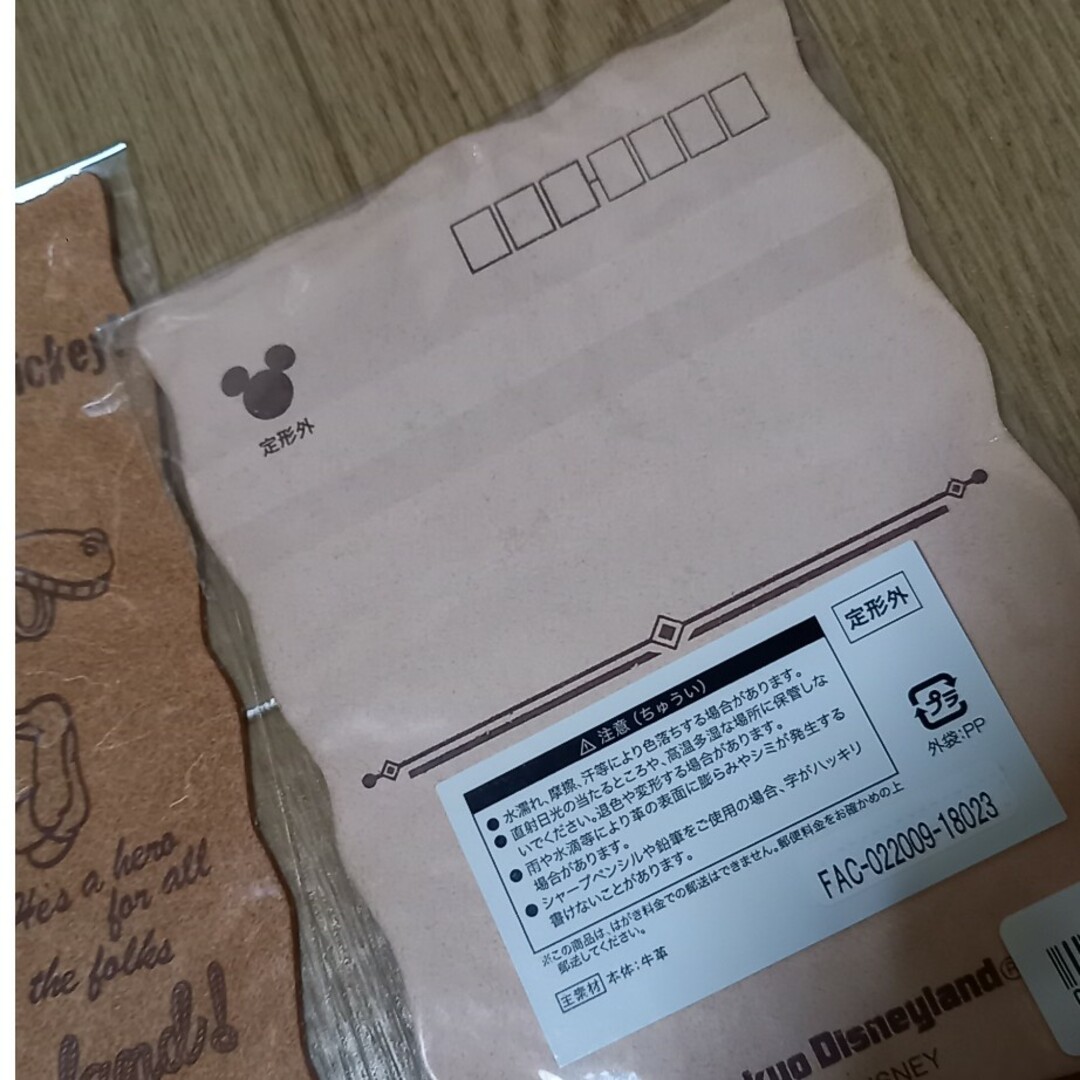 定形外
定形外
⚠ 注意（ちゅうい）
● 水濡れ、摩擦、汗等により色落ちする場合があります。
● 直射日光の当たるところや、高温多湿な場所に保管しな
いでください。退色や変形する場合があります。
● 雨や水滴等により革の表面に膨らみやシミが発生する
場合があります。
● シャープペンシルや鉛筆をご使用の場合、字がハッキリ
書けないことがあります。
※この商品は、はがき料金での郵送はできません。郵便料金をお確かめの上
郵送してください。
主素材 本体：牛革
プラ
外袋：PP
FAC-022009-18023
Disneyland®
ickey!
He's a hero
for all
the folks
land!